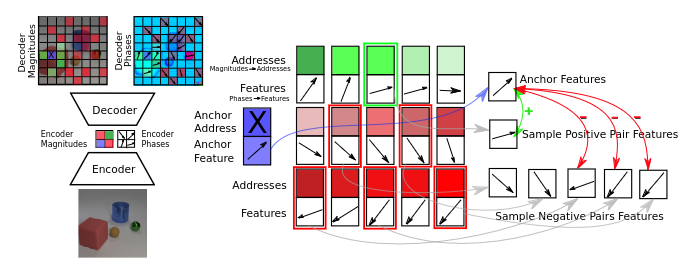 Decoder
Magnitudes
Decoder
Phases
Decoder
Encoder
Magnitudes
Encoder
Phases
Encoder
Addresses
Magnitudes→Addresses
Features
Phases→Features
Anchor
Address
X
X
Anchor
Feature
Addresses
Features
Anchor Features
+
- - -
Sample Positive Pair Features
Sample Negative Pairs Features